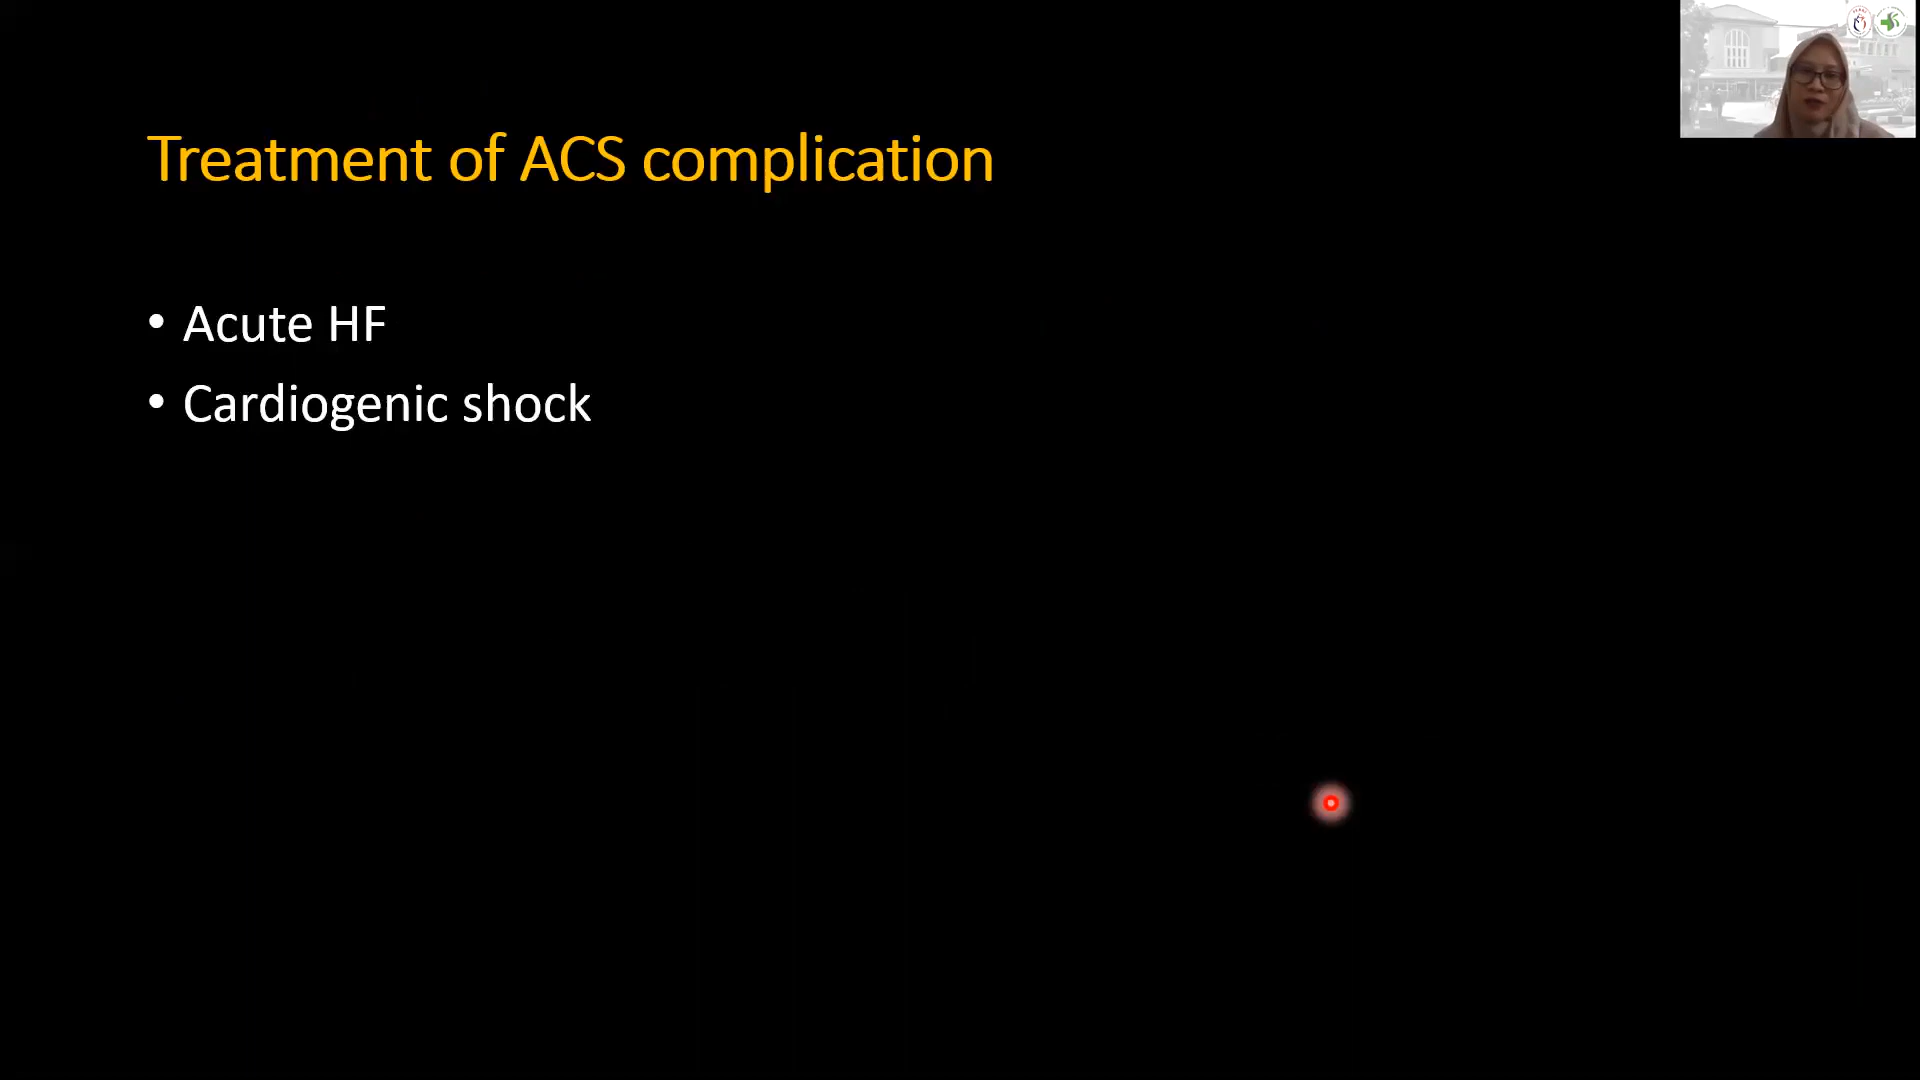 Treatment of ACS complication
• Acute HF
• Cardiogenic shock